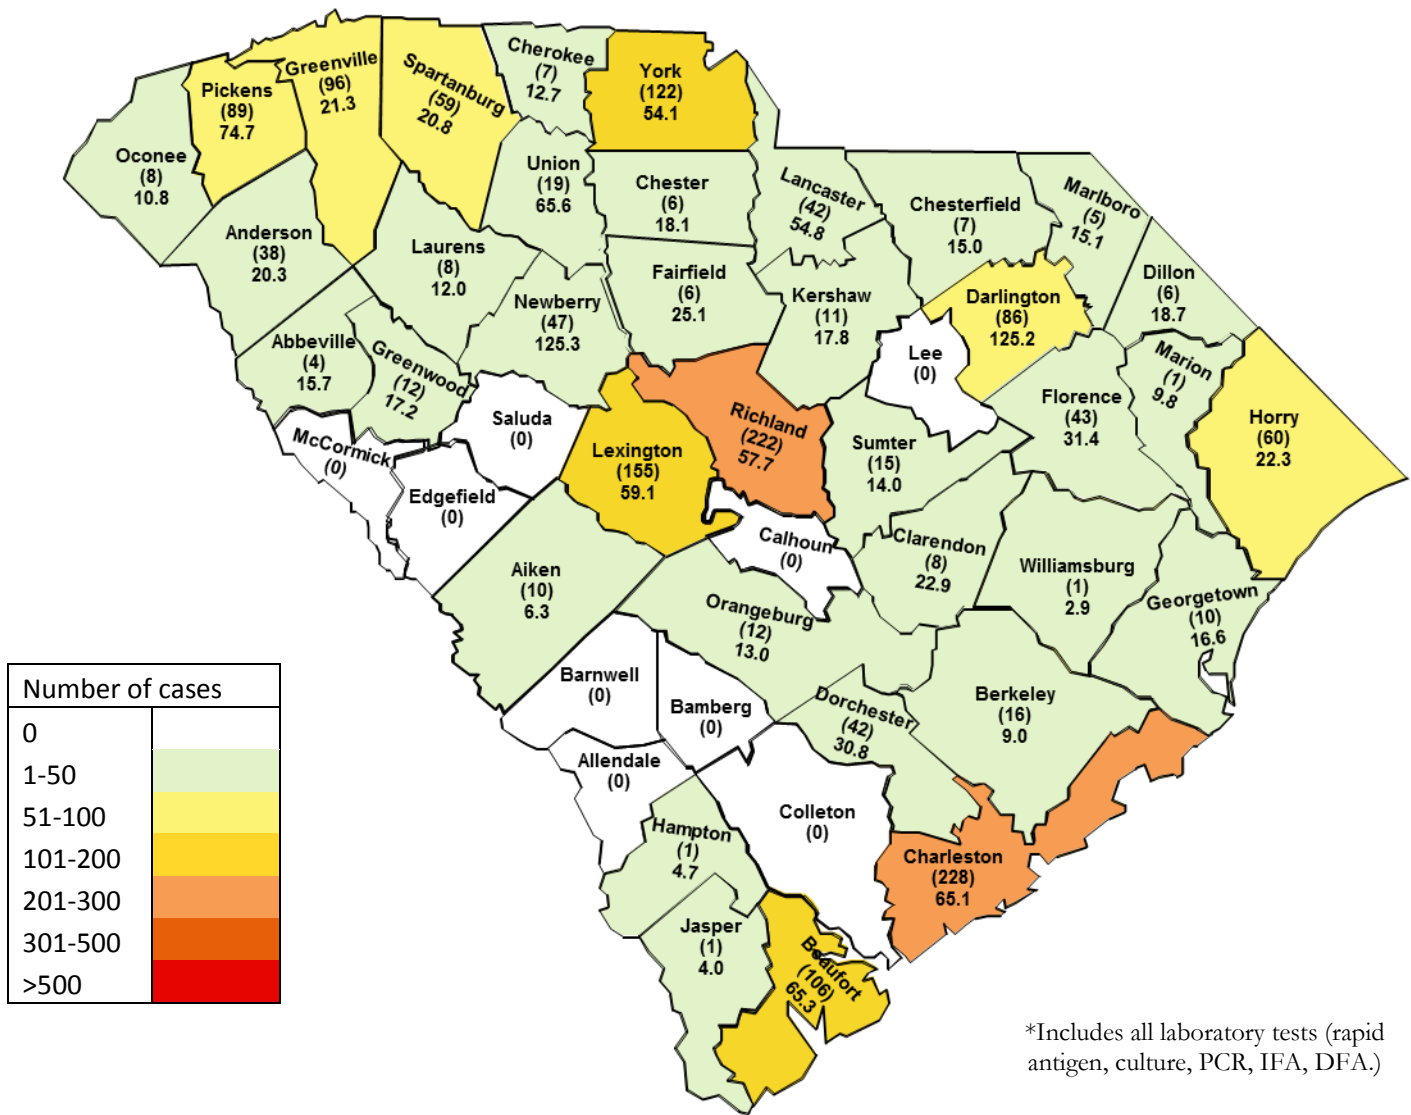 Cherokee
(7)
12.7
York
(122)
54.1
Greenville
(96)
21.3
Spartanburg
(59)
20.8
Pickens
(89)
74.7
Oconee
(8)
10.8
Union
(19)
65.6
Chester
(6)
18.1
Lancaster
(42)
54.8
Chesterfield
(7)
15.0
Marlboro
(5)
15.1
Anderson
(38)
20.3
Laurens
(8)
12.0
Newberry
(47)
125.3
Fairfield
(6)
25.1
Kershaw
(11)
17.8
Darlington
(86)
125.2
Dillon
(6)
18.7
Abbeville
(4)
15.7
Greenwood
(12)
17.2
Lee
(0)
Marion
(1)
9.8
Saluda
(0)
Richland
(222)
57.7
Florence
(43)
31.4
Horry
(60)
22.3
McCormick
(0)
Lexington
(155)
59.1
Sumter
(15)
14.0
Edgefield
(0)
Calhoun
(0)
Clarendon
(8)
22.9
Williamsburg
(1)
2.9
Aiken
(10)
6.3
Orangeburg
(12)
13.0
Georgetown
(10)
16.6
Barnwell
(0)
Bamberg
(0)
Dorchester
(42)
30.8
Berkeley
(16)
9.0
Allendale
(0)
Colleton
(0)
Hampton
(1)
4.7
Charleston
(228)
65.1
Jasper
(1)
4.0
Beaufort
(106)
65.3
Number of cases
0
1-50
51-100
101-200
201-300
301-500
>500
*Includes all laboratory tests (rapid
antigen, culture, PCR, IFA, DFA.)